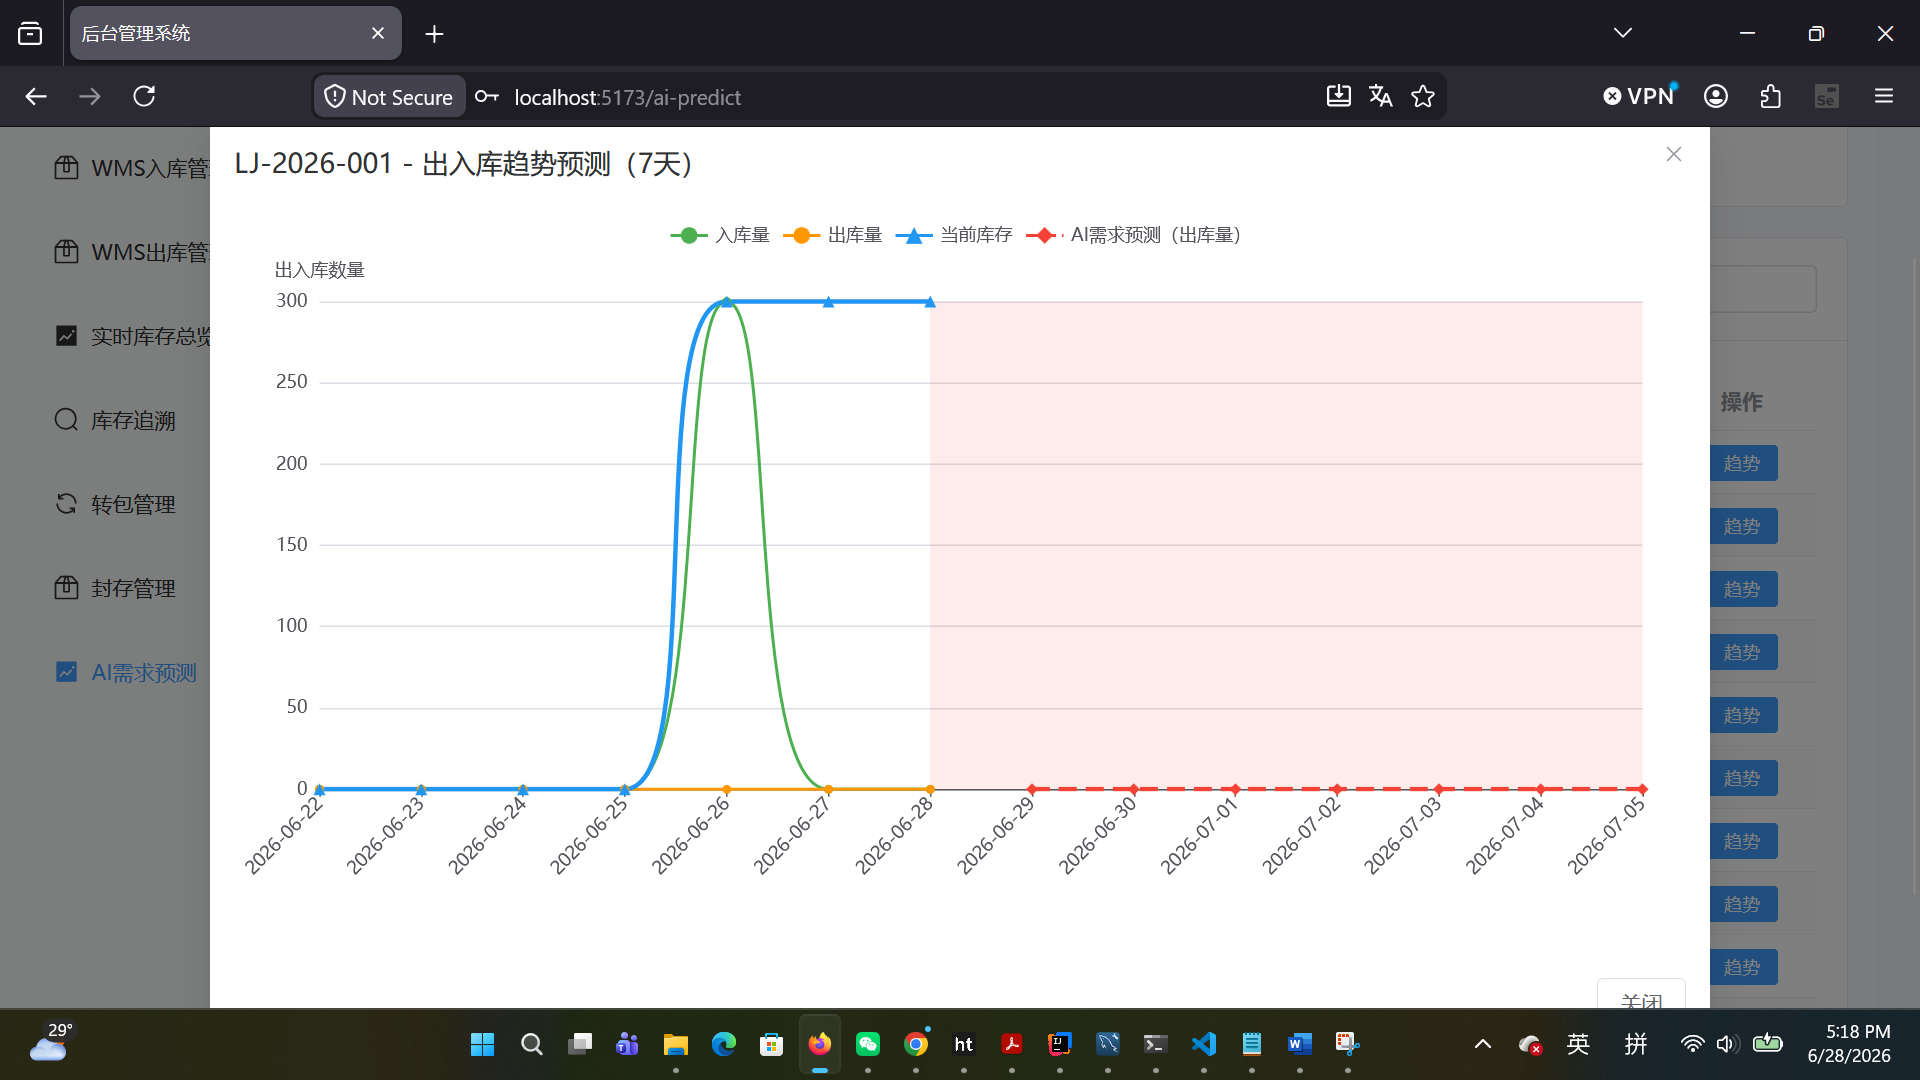 后台管理系统
Not Secure
localhost:5173/ai-predict
VPN
Se
WMS入库管
WMS出库管
实时库存总览
库存追溯
转包管理
封存管理
AI需求预测
LJ-2026-001 - 出入库趋势预测（7天）
入库量
出库量
当前库存
AI需求预测（出库量）
出入库数量
300
250
200
150
100
50
0
2026-06-22
2026-06-23
2026-06-24
2026-06-25
2026-06-26
2026-06-27
2026-06-28
2026-06-29
2026-06-30
2026-07-01
2026-07-02
2026-07-03
2026-07-04
2026-07-05
操作
趋势
趋势
趋势
趋势
趋势
趋势
趋势
趋势
趋势
关闭
29°
ht
英
拼
5:18 PM
6/28/2026